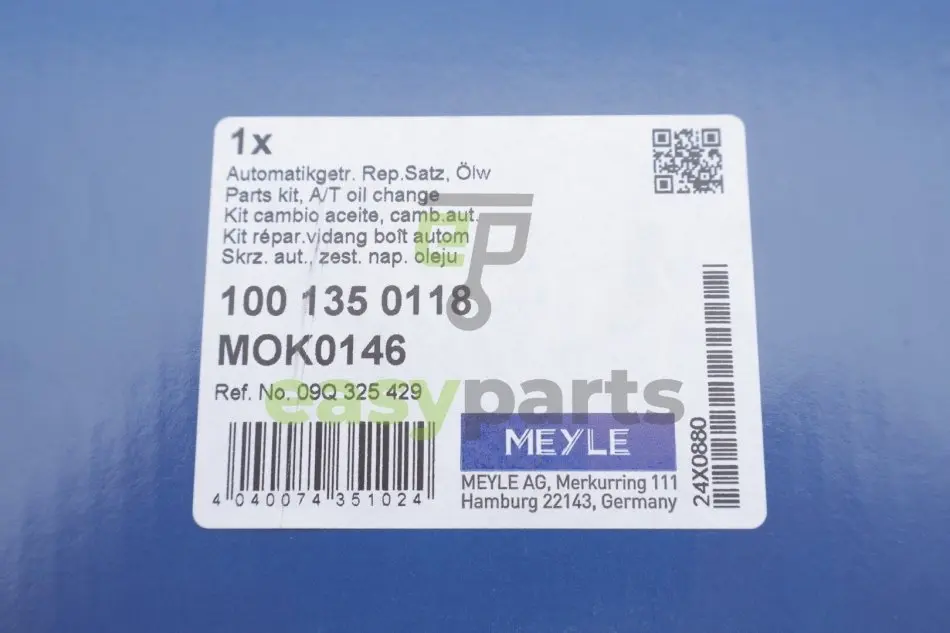 1x
Automatikgetr. Rep.Satz, Ölw
Parts kit, A/T oil change
Kit cambio aceite, camb.aut.
Kit répar.vidang boît autom
Skrz. aut., zest. nap. oleju
EP
100 135 0118
MOK0146
easyparts
Ref. No. 09Q 325 429
MEYLE
MEYLE AG, Merkurring 111
Hamburg 22143, Germany
4 040074 351024
24X0880